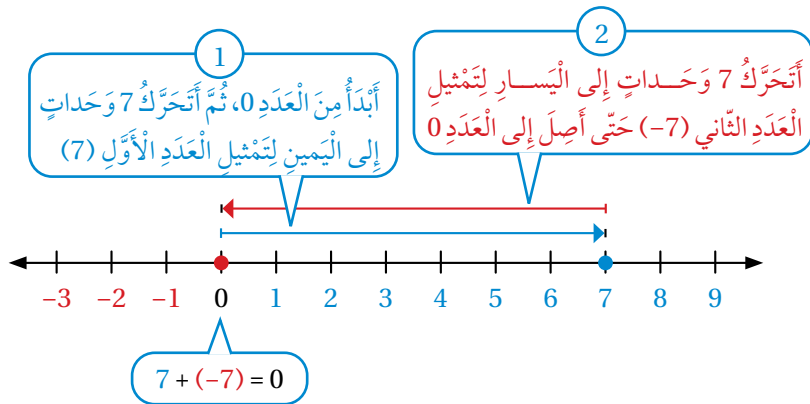 1
أَبْدَأُ مِنَ الْعَدَدِ 0، ثُمَّ أَتَحَرَّكُ 7 وَحَداتٍ
إِلى الْيَمينِ لِتَمْثيلِ الْعَدَدِ الْأَوَّلِ (7)
2
أَتَحَرَّكُ 7 وَحَــداتٍ إِلى الْيَســـارِ لِتَمْثيلِ
الْعَدَدِ الثّاني (−7) حَتّى أَصِلَ إِلى الْعَدَدِ 0
−3 −2 −1 0 1 2 3 4 5 6 7 8 9
7 + (−7) = 0